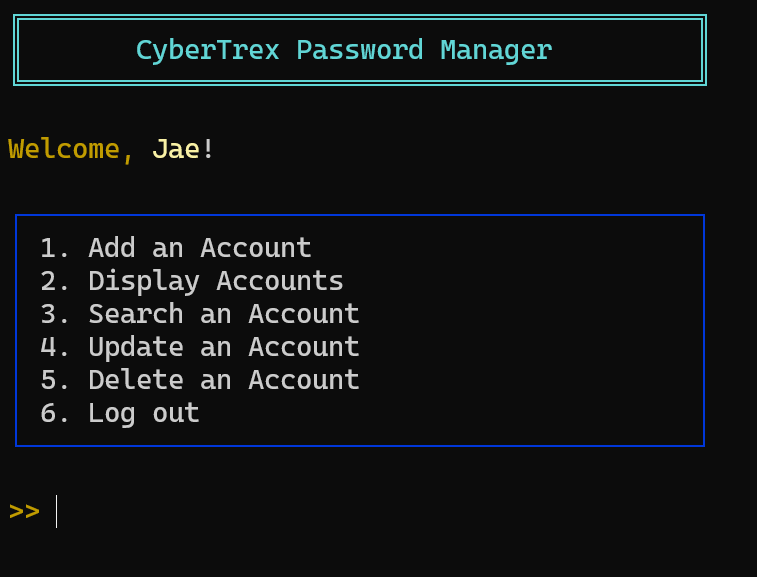 CyberTrex Password Manager
Welcome, Jae!
1. Add an Account
2. Display Accounts
3. Search an Account
4. Update an Account
5. Delete an Account
6. Log out
>>